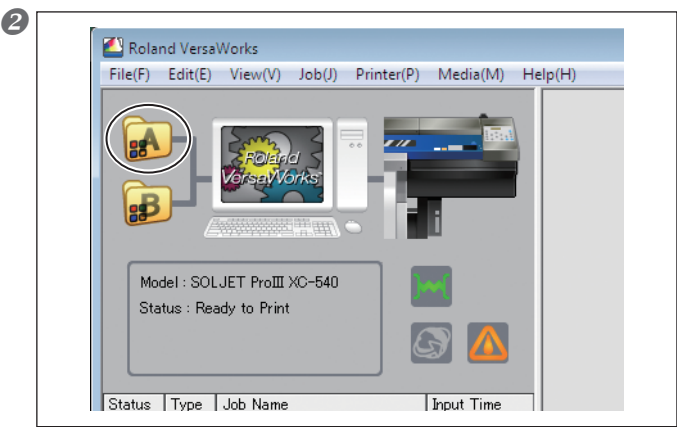 2
Roland VersaWorks
File(F) Edit(E) View(V) Job(J) Printer(P) Media(M) Help(H)
A
Roland
VersaWorks
B
Model : SOLJET ProⅢ XC-540
Status : Ready to Print
Status Type Job Name Input Time